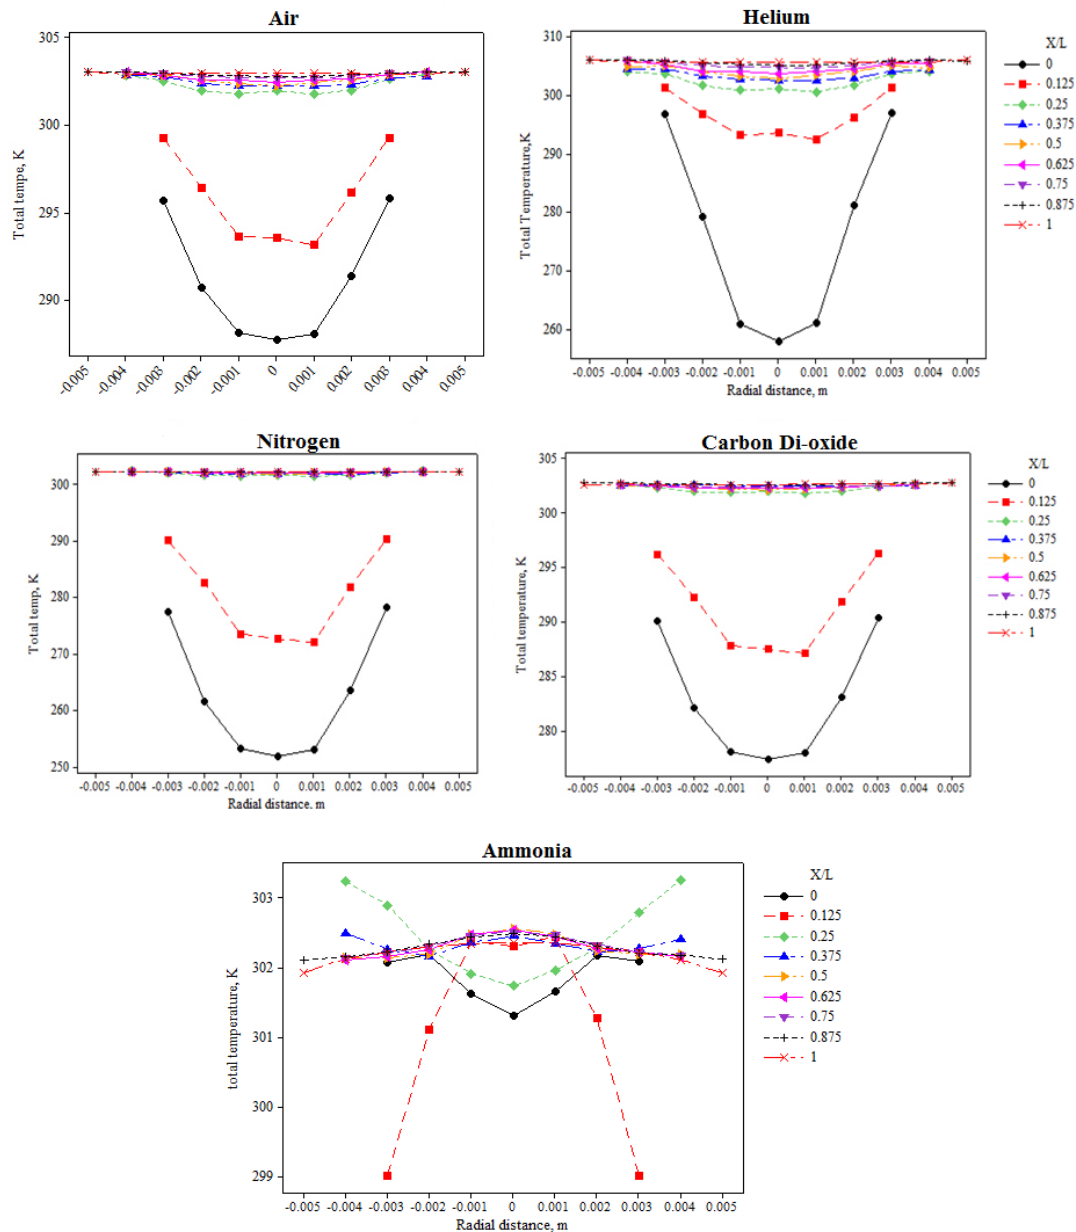 Air
305
300
295
290
Total tempe, K
-0.005 -0.004 -0.003 -0.002 -0.001 0 0.001 0.002 0.003 0.004 0.005
Helium
310
300
290
280
270
260
Total Temperature,K
-0.005 -0.004 -0.003 -0.002 -0.001 0 0.001 0.002 0.003 0.004 0.005
Radial distance, m
X/L
0
0.125
0.25
0.375
0.5
0.625
0.75
0.875
1
Nitrogen
300
290
280
270
260
250
Total temp, K
-0.005 -0.004 -0.003 -0.002 -0.001 0 0.001 0.002 0.003 0.004 0.005
Radial distance. m
Carbon Di-oxide
305
300
295
290
285
280
Total temperature,K
-0.005 -0.004 -0.003 -0.002 -0.001 0 0.001 0.002 0.003 0.004 0.005
Radial distance, m
X/L
0
0.125
0.25
0.375
0.5
0.625
0.75
0.875
1
Ammonia
303
302
301
300
299
total temperature, K
-0.005 -0.004 -0.003 -0.002 -0.001 0 0.001 0.002 0.003 0.004 0.005
Radial distance, m
X/L
0
0.125
0.25
0.375
0.5
0.625
0.75
0.875
1